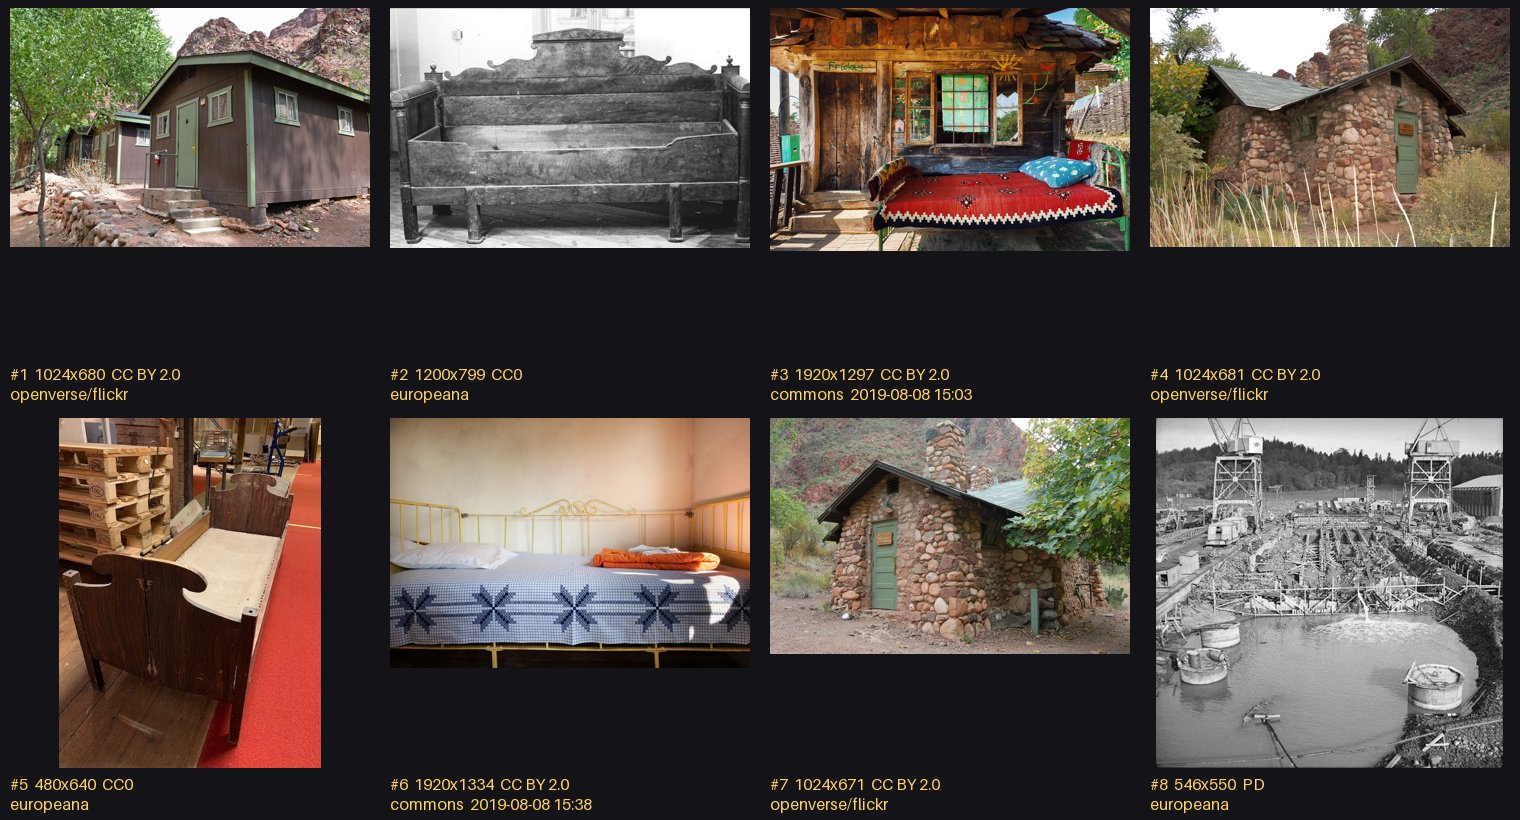 Friday
#1 1024x680 CC BY 2.0
openverse/flickr
#2 1200x799 CC0
europeana
#3 1920x1297 CC BY 2.0
commons 2019-08-08 15:03
#4 1024x681 CC BY 2.0
openverse/flickr
#5 480x640 CC0
europeana
#6 1920x1334 CC BY 2.0
commons 2019-08-08 15:38
#7 1024x671 CC BY 2.0
openverse/flickr
#8 546x550 PD
europeana